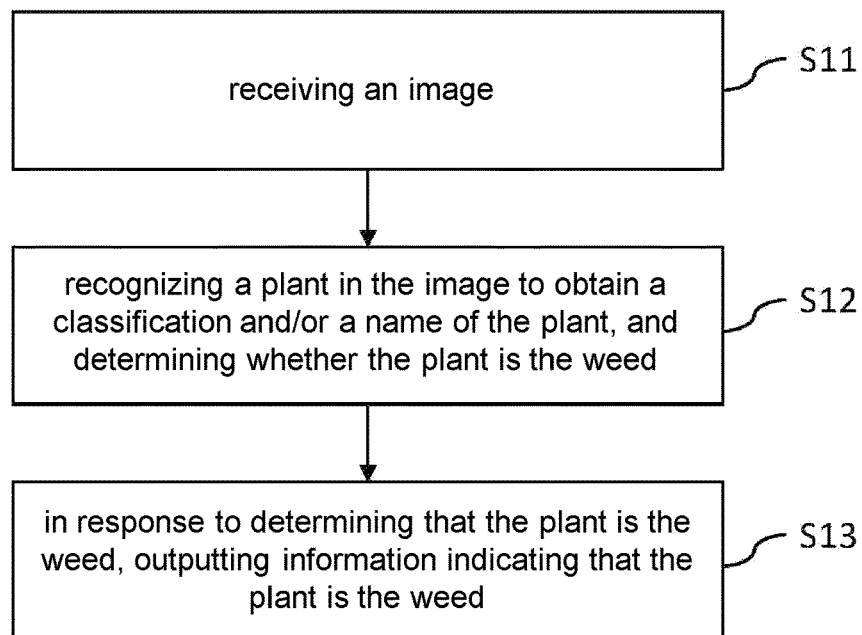 receiving an image
S11
recognizing a plant in the image to obtain a
classification and/or a name of the plant, and
determining whether the plant is the weed
S12
in response to determining that the plant is the
weed, outputting information indicating that the
plant is the weed
S13